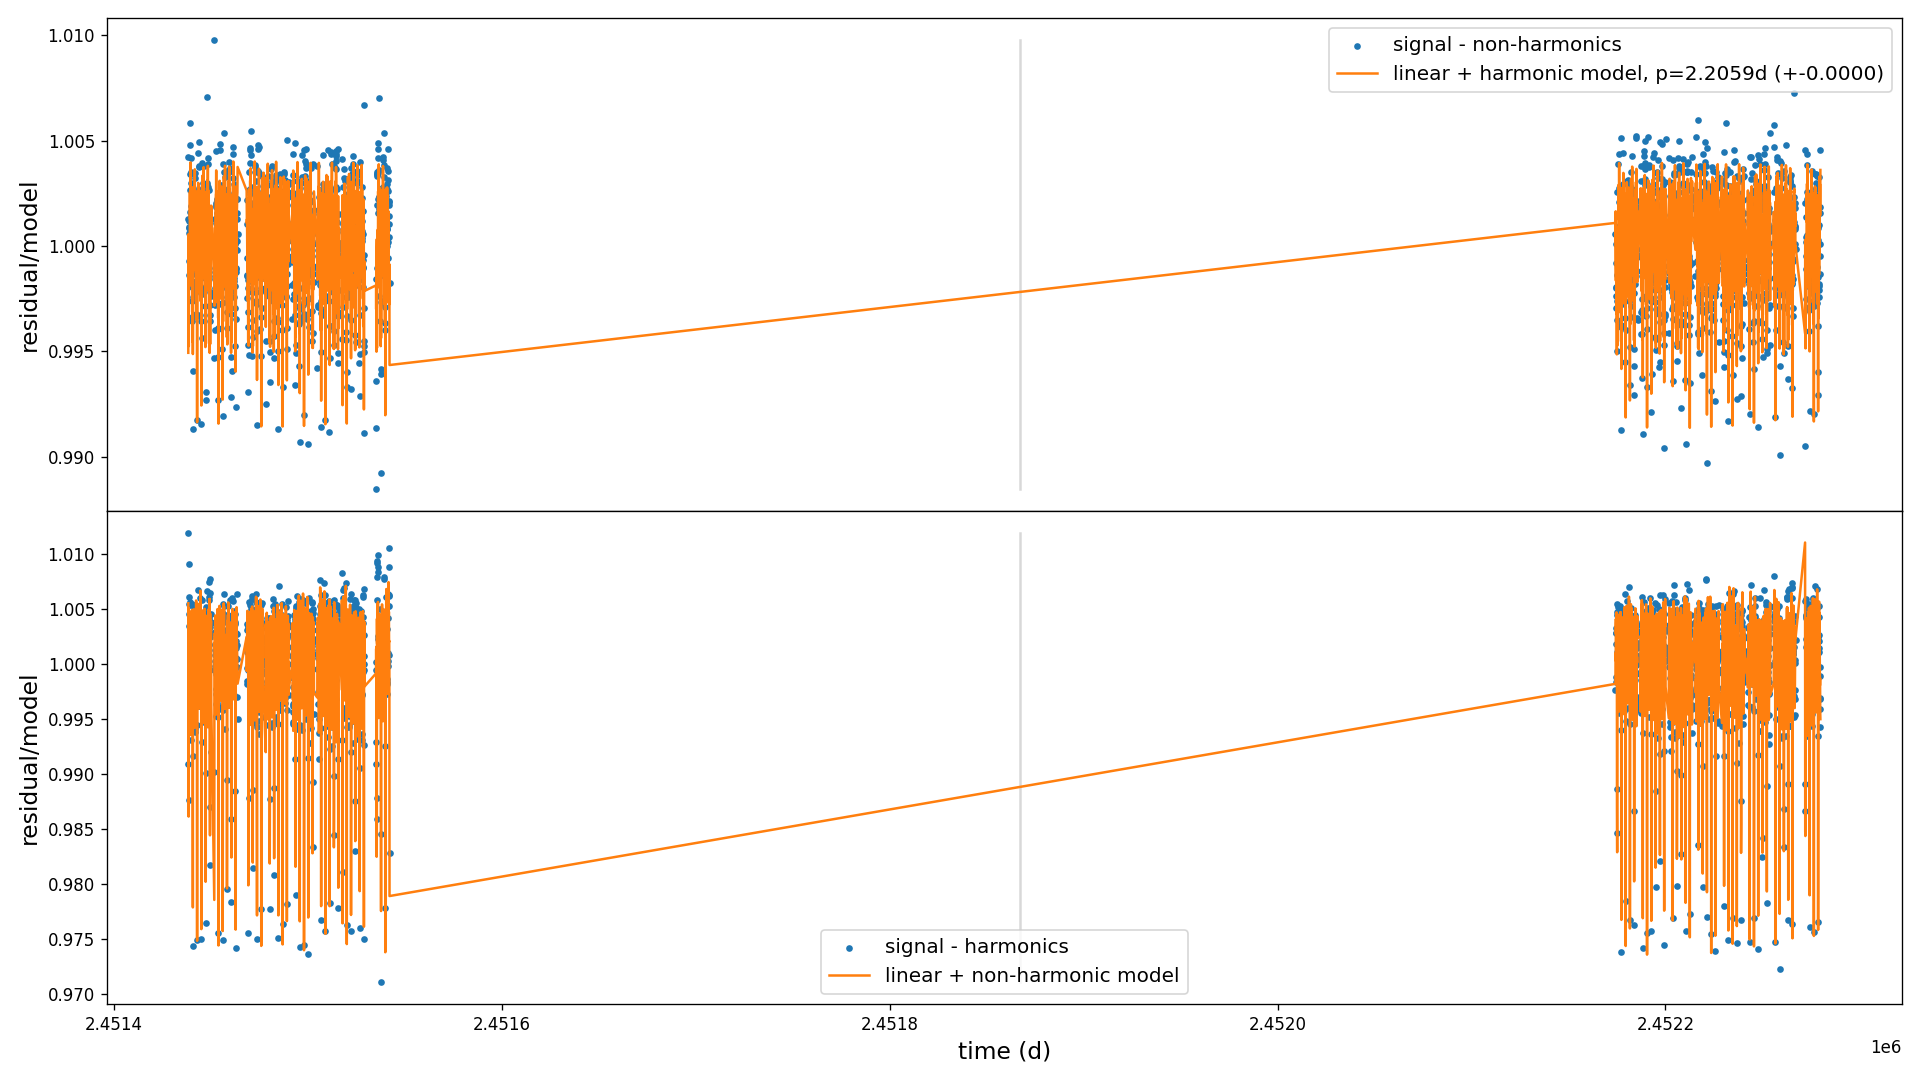 signal - non-harmonics
linear + harmonic model, p=2.2059d (+-0.0000)
1.010
1.005
1.000
0.995
0.990
residual/model
1.010
1.005
1.000
0.995
0.990
0.985
0.980
0.975
0.970
residual/model
signal - harmonics
linear + non-harmonic model
2.4514
2.4516
2.4518
2.4520
2.4522
1e6
time (d)